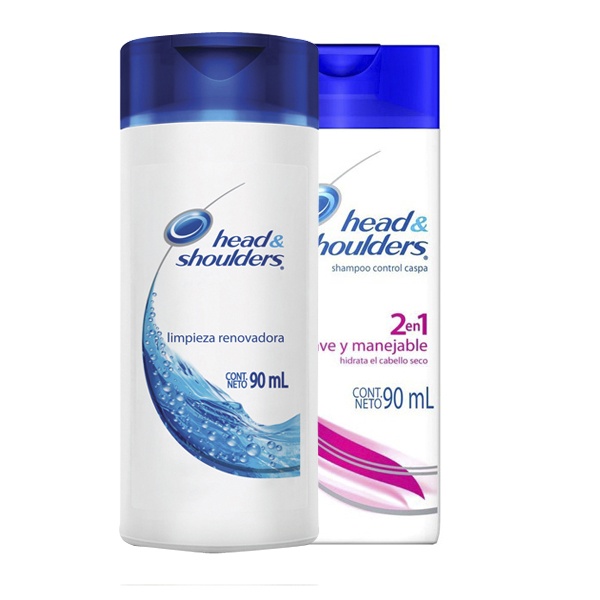 head&
shoulders®
limpieza renovadora
CONT.
NETO 90 mL
head&
houlders®
shampoo control caspa
2en1
ve y manejable
hidrata el cabello seco
CONT.
NETO 90 mL